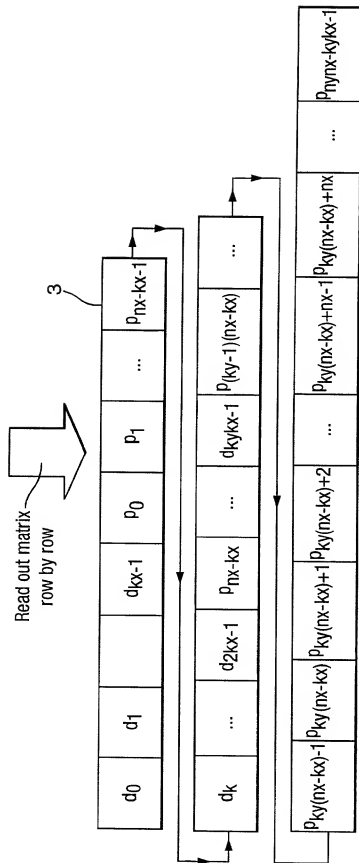 Read out matrix
row by row
3
d0 d1 dkx-1 p0 p1 ... pnx-kx-1
dk ... d2kx-1 pnx-kx ... dkykx-1 p(ky-1)(nx-kx) ...
pky(nx-kx)-1 pky(nx-kx) pky(nx-kx)+1 pky(nx-kx)+2 ... pky(nx-kx)+nx-1 pky(nx-kx)+nx ... pnynx-kykx-1